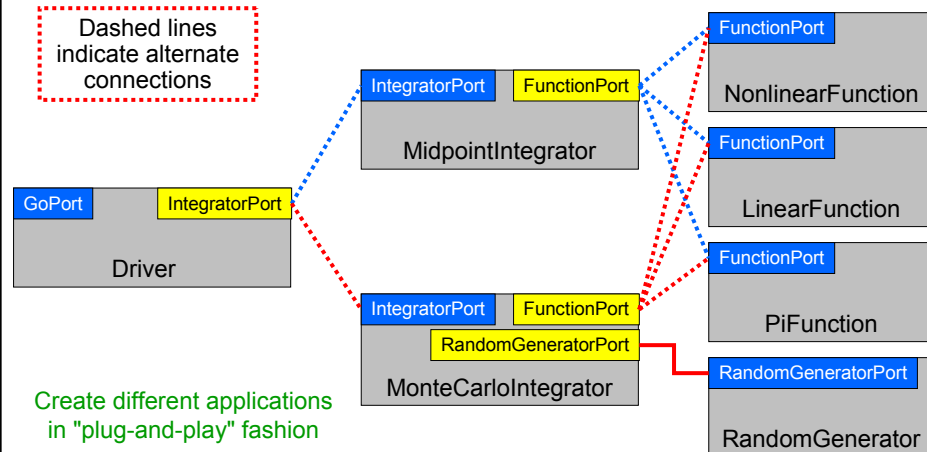 Dashed lines
indicate alternate
connections
FunctionPort
NonlinearFunction
IntegratorPort
FunctionPort
MidpointIntegrator
FunctionPort
LinearFunction
GoPort
IntegratorPort
Driver
FunctionPort
PiFunction
IntegratorPort
FunctionPort
RandomGeneratorPort
MonteCarloIntegrator
RandomGeneratorPort
RandomGenerator
Create different applications
in "plug-and-play" fashion